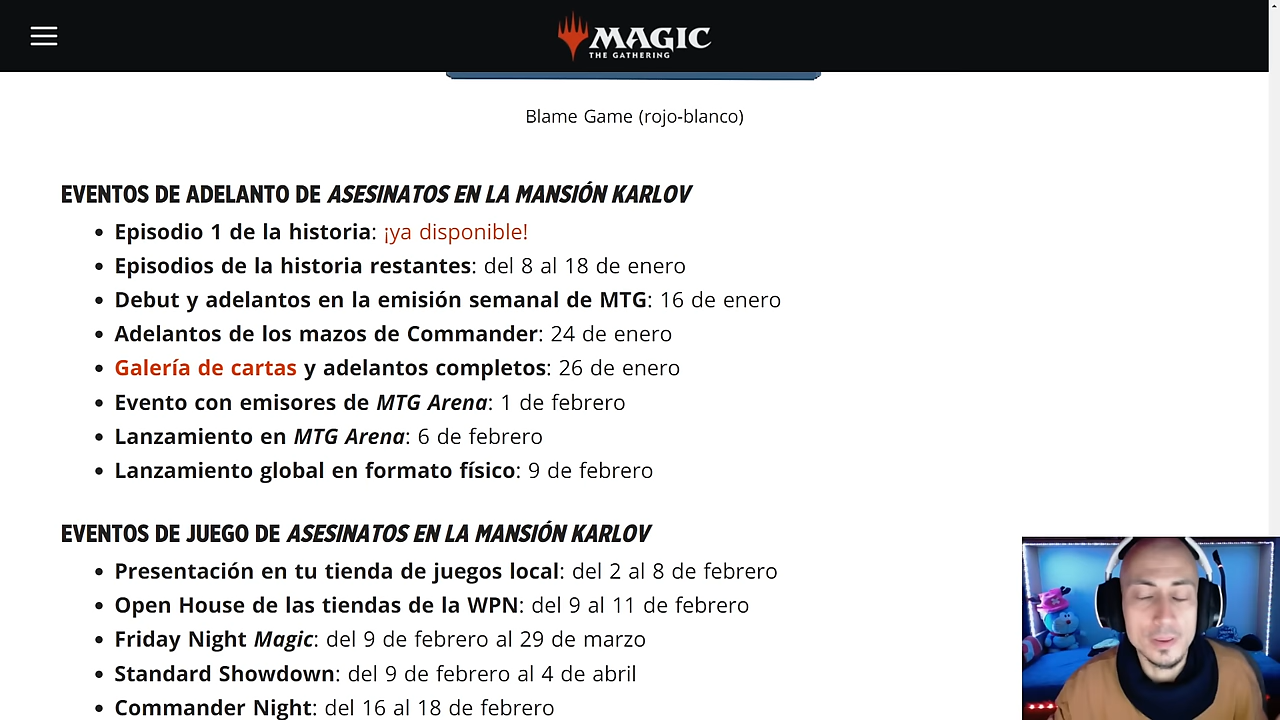 MAGIC
THE GATHERING
Blame Game (rojo-blanco)
EVENTOS DE ADELANTO DE ASESINATOS EN LA MANSIÓN KARLOV
Episodio 1 de la historia: ¡ya disponible!
Episodios de la historia restantes: del 8 al 18 de enero
Debut y adelantos en la emisión semanal de MTG: 16 de enero
Adelantos de los mazos de Commander: 24 de enero
Galería de cartas y adelantos completos: 26 de enero
Evento con emisores de MTG Arena: 1 de febrero
Lanzamiento en MTG Arena: 6 de febrero
Lanzamiento global en formato físico: 9 de febrero
EVENTOS DE JUEGO DE ASESINATOS EN LA MANSIÓN KARLOV
Presentación en tu tienda de juegos local: del 2 al 8 de febrero
Open House de las tiendas de la WPN: del 9 al 11 de febrero
Friday Night Magic: del 9 de febrero al 29 de marzo
Standard Showdown: del 9 de febrero al 4 de abril
Commander Night: del 16 al 18 de febrero